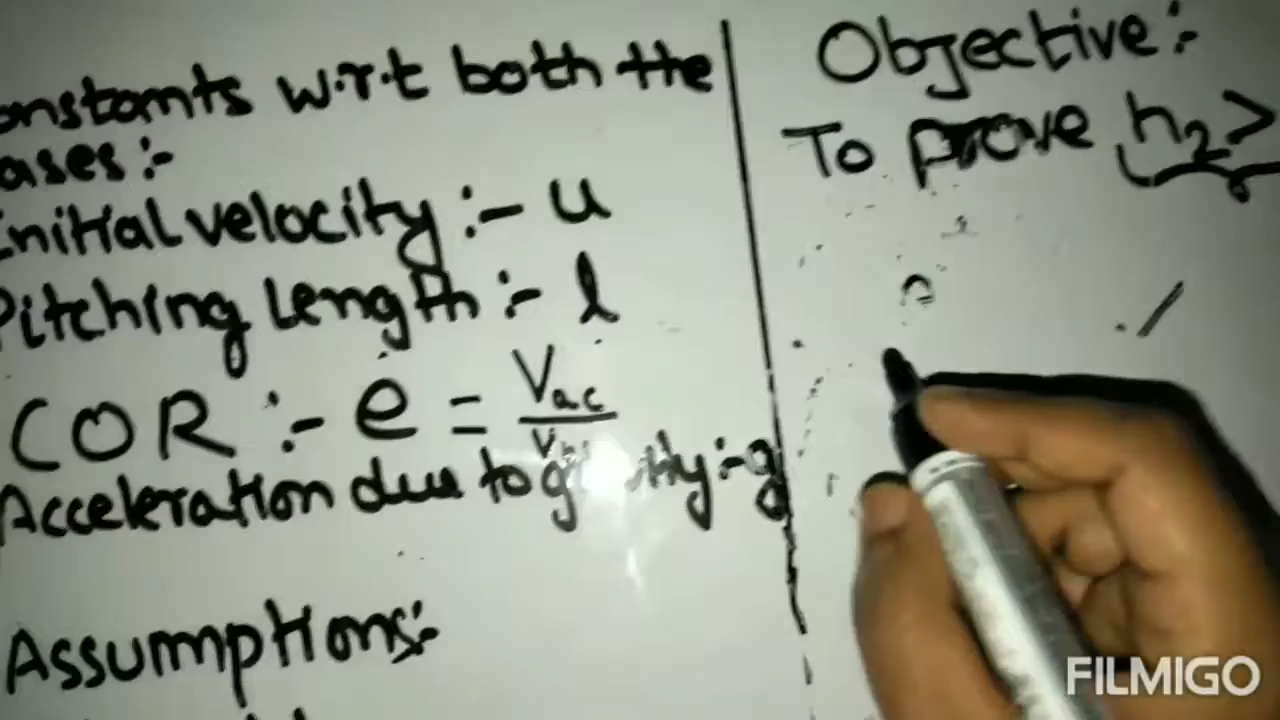 onstants w.r.t both the
ases:-
Initial velocity :- u
Pitching Length :- l
COR :- e = Vac
Acceleration due to g :- g
Assumptions:-
Objective:-
To prove h2>
FILMIGO